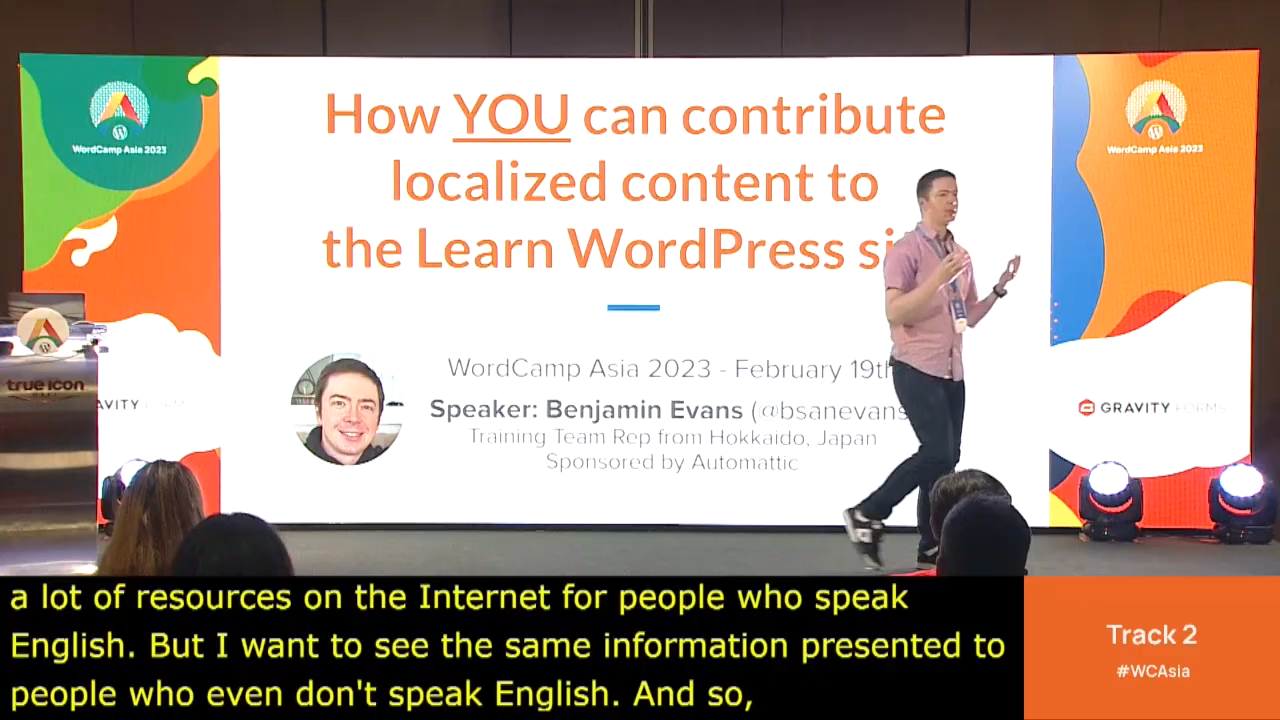 WordCamp Asia 2023
How YOU can contribute
localized content to
the Learn WordPress
WordCamp Asia 2023 - February 19th
Speaker: Benjamin Evans (@bsanevans
Training Team Rep from Hokkaido, Japan
Sponsored by Automattic
WordCamp Asia 2023
true icon
GRAVITY FORMS
a lot of resources on the Internet for people who speak
English. But I want to see the same information presented to
people who even don't speak English. And so,
Track 2
#WCAsia